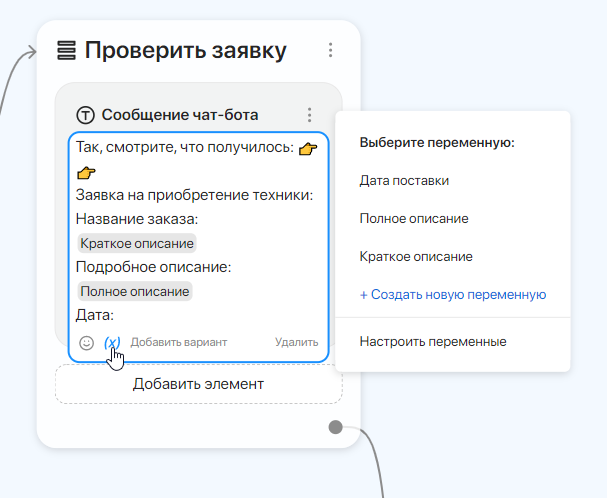 Проверить заявку
Сообщение чат-бота
Так, смотрите, что получилось: 👉
👉
Заявка на приобретение техники:
Название заказа:
Краткое описание
Подробное описание:
Полное описание
Дата:
(x) Добавить вариант Удалить
Добавить элемент
Выберите переменную:
Дата поставки
Полное описание
Краткое описание
+ Создать новую переменную
Настроить переменные